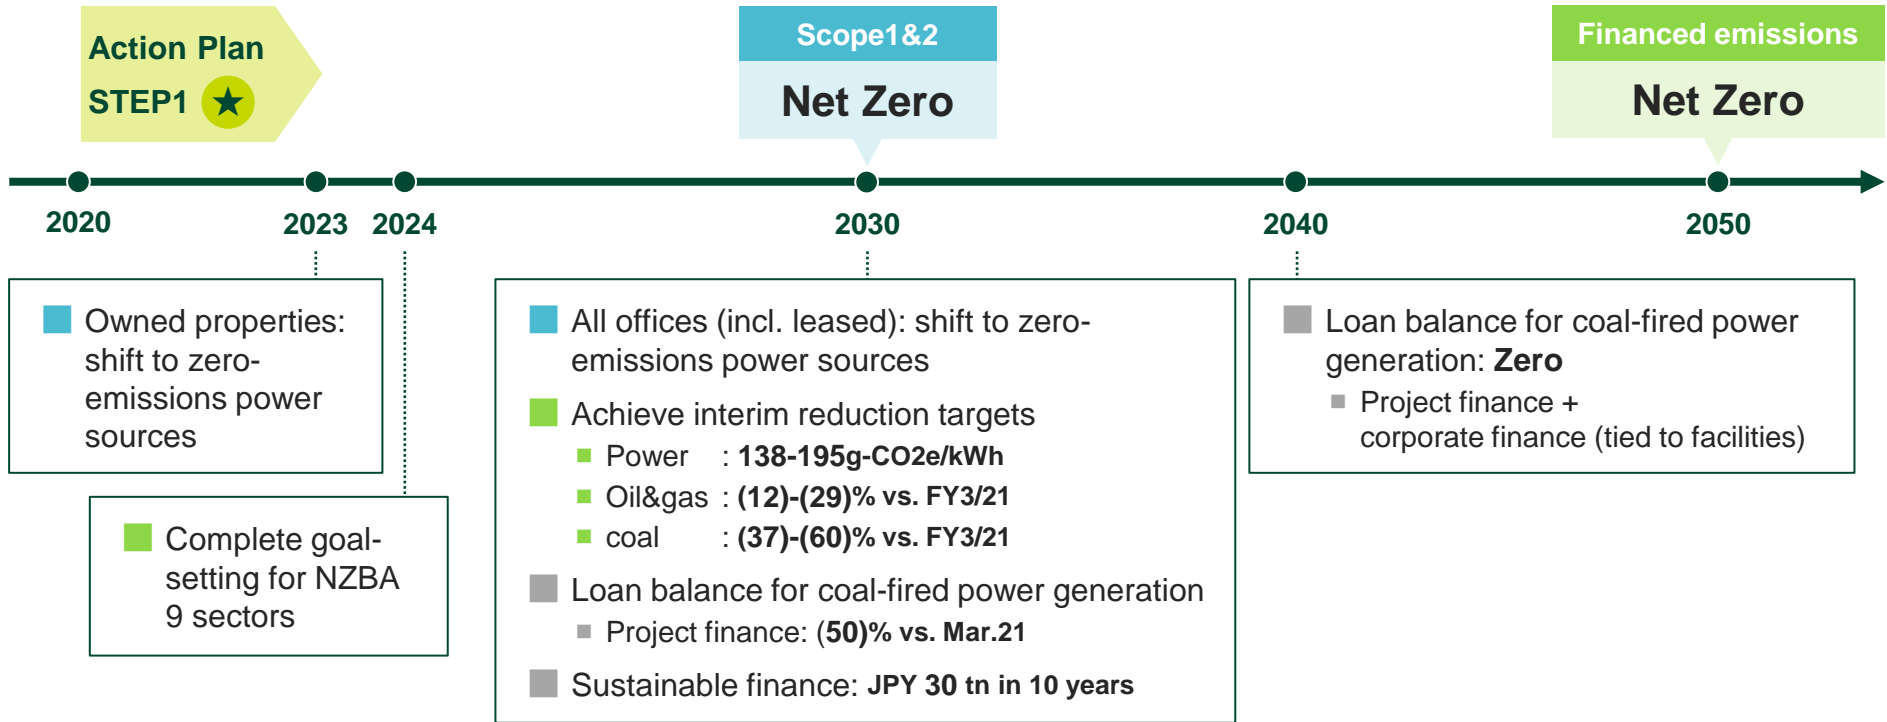 Action Plan
STEP1
Scope1&2
Net Zero
Financed emissions
Net Zero
2020
2023
2024
2030
2040
2050
Owned properties:
shift to zero-
emissions power
sources
Complete goal-
setting for NZBA
9 sectors
All offices (incl. leased): shift to zero-
emissions power sources
Achieve interim reduction targets
Power : 138-195g-CO2e/kWh
Oil&gas : (12)-(29)% vs. FY3/21
coal : (37)-(60)% vs. FY3/21
Loan balance for coal-fired power generation
Project finance: (50)% vs. Mar.21
Sustainable finance: JPY 30 tn in 10 years
Loan balance for coal-fired power
generation: Zero
Project finance +
corporate finance (tied to facilities)